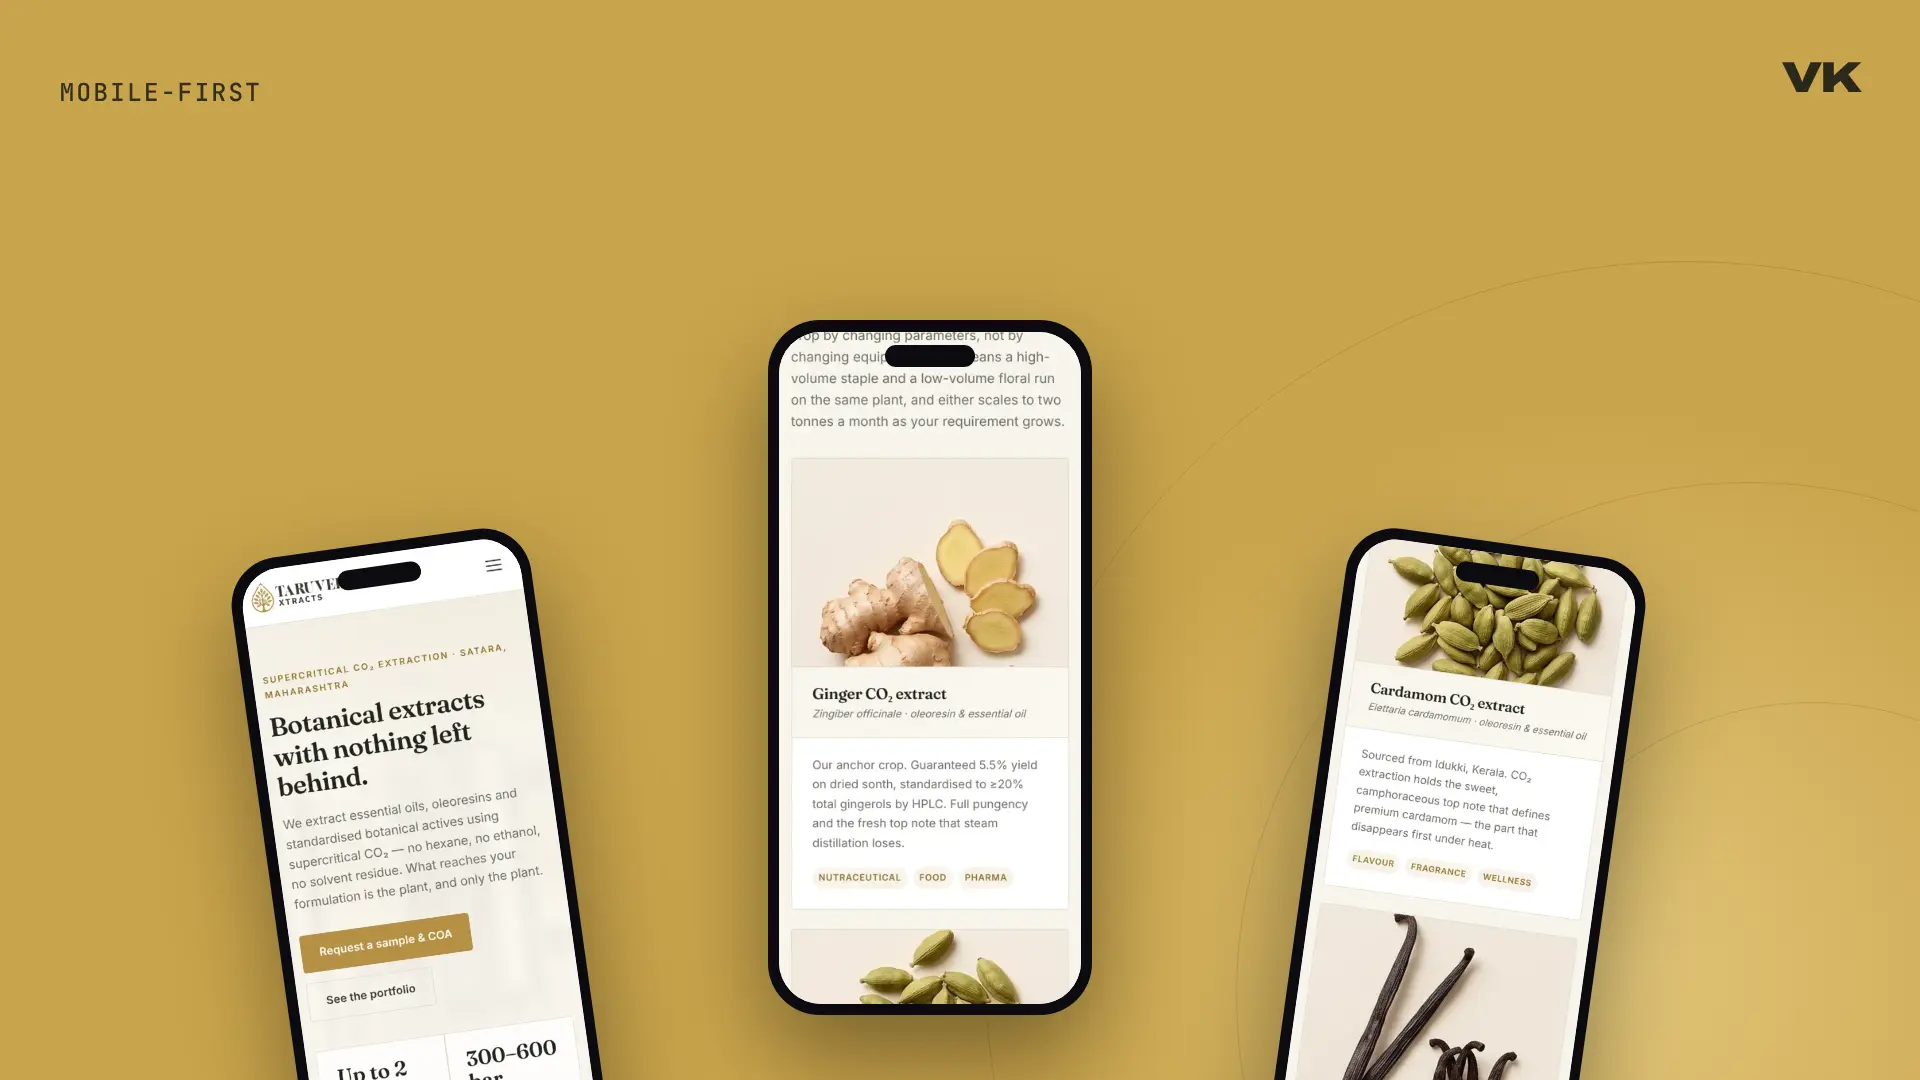 MOBILE-FIRST
VK
TARUVE
XTRACTS
SUPERCRITICAL CO₂ EXTRACTION · SATARA,
MAHARASHTRA
Botanical extracts
with nothing left
behind.
We extract essential oils, oleoresins and
standardised botanical actives using
supercritical CO₂ — no hexane, no ethanol,
no solvent residue. What reaches your
formulation is the plant, and only the plant.
Request a sample & COA
See the portfolio
Up to 2
300–600
bar
by changing parameters, not by
changing a high-
volume staple and a low-volume floral run
on the same plant, and either scales to two
tonnes a month as your requirement grows.
Ginger CO₂ extract
Zingiber officinale · oleoresin & essential oil
Our anchor crop. Guaranteed 5.5% yield
on dried sonth, standardised to ≥20%
total gingerols by HPLC. Full pungency
and the fresh top note that steam
distillation loses.
NUTRACEUTICAL FOOD PHARMA
Cardamom CO₂ extract
Elettaria cardamomum · oleoresin & essential oil
Sourced from Idukki, Kerala. CO₂
extraction holds the sweet,
camphoraceous top note that defines
premium cardamom — the part that
disappears first under heat.
FLAVOUR FRAGRANCE WELLNESS